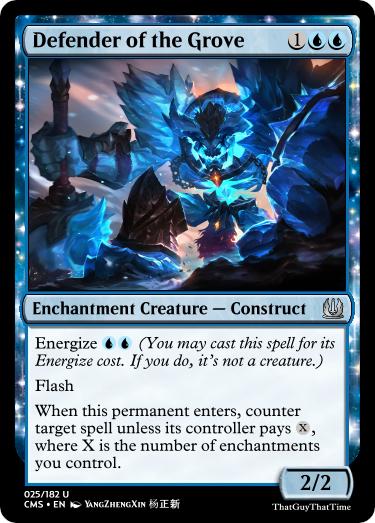 Defender of the Grove 1
Enchantment Creature — Construct
Energize (You may cast this spell for its
Energize cost. If you do, it's not a creature.)
Flash
When this permanent enters, counter
target spell unless its controller pays X,
where X is the number of enchantments
you control.
2/2
025/182 U
CMS • EN YangZhengXin 杨正新
ThatGuyThatTime